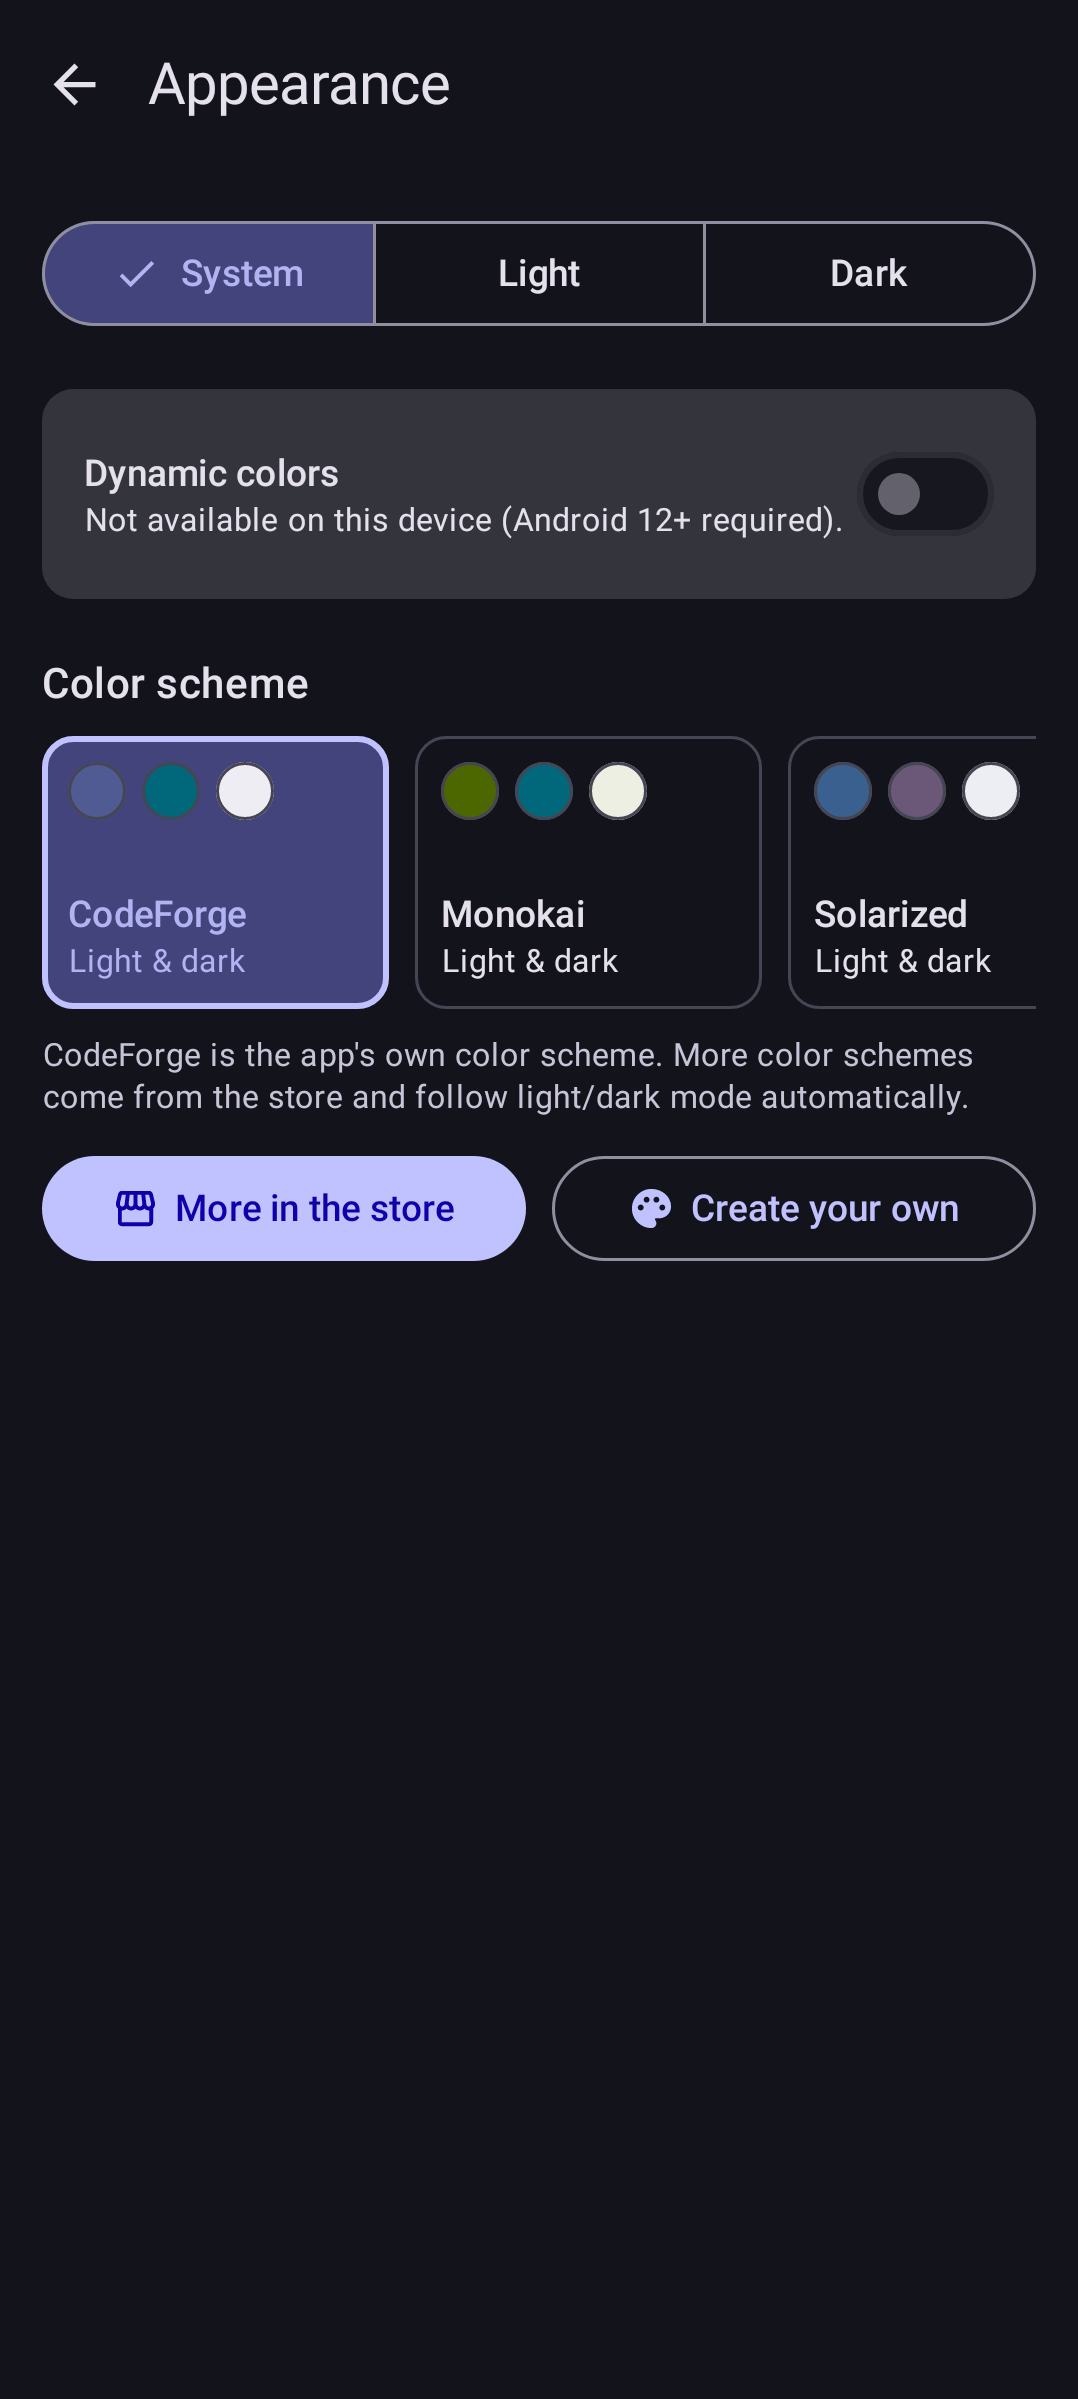 Appearance
System
Light
Dark
Dynamic colors
Not available on this device (Android 12+ required).
Color scheme
CodeForge
Light & dark
Monokai
Light & dark
Solarized
Light & dark
CodeForge is the app's own color scheme. More color schemes
come from the store and follow light/dark mode automatically.
More in the store
Create your own